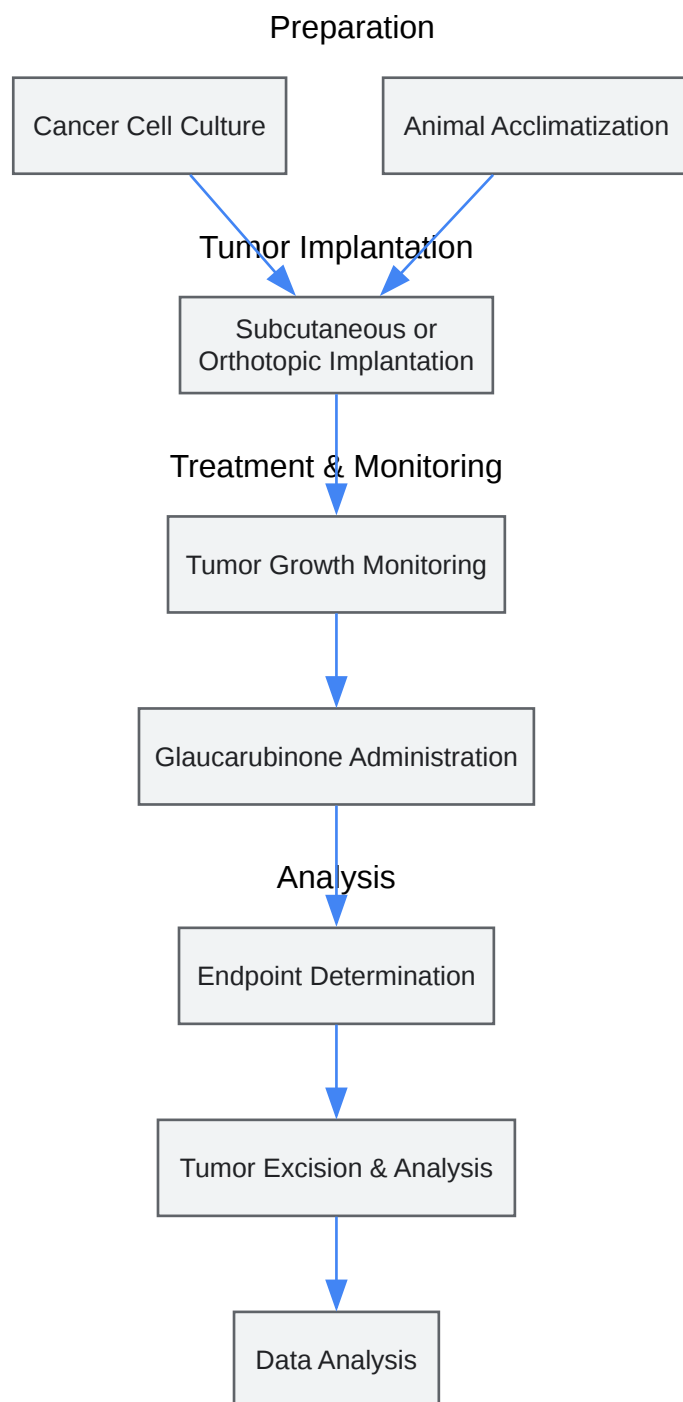 Preparation
Cancer Cell Culture
Animal Acclimatization
Tumor Implantation
Subcutaneous or
Orthotopic Implantation
Treatment & Monitoring
Tumor Growth Monitoring
Glaucarubinone Administration
Analysis
Endpoint Determination
Tumor Excision & Analysis
Data Analysis